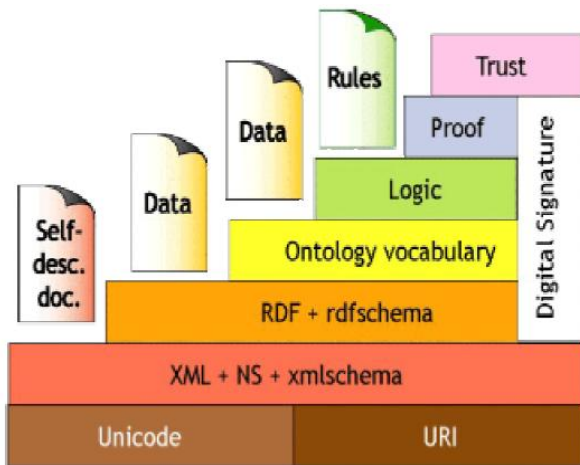 Trust
Rules
Proof
Data
Logic
Data
Self-
desc.
doc.
Ontology vocabulary
Digital Signature
RDF + rdfschema
XML + NS + xmlschema
Unicode
URI